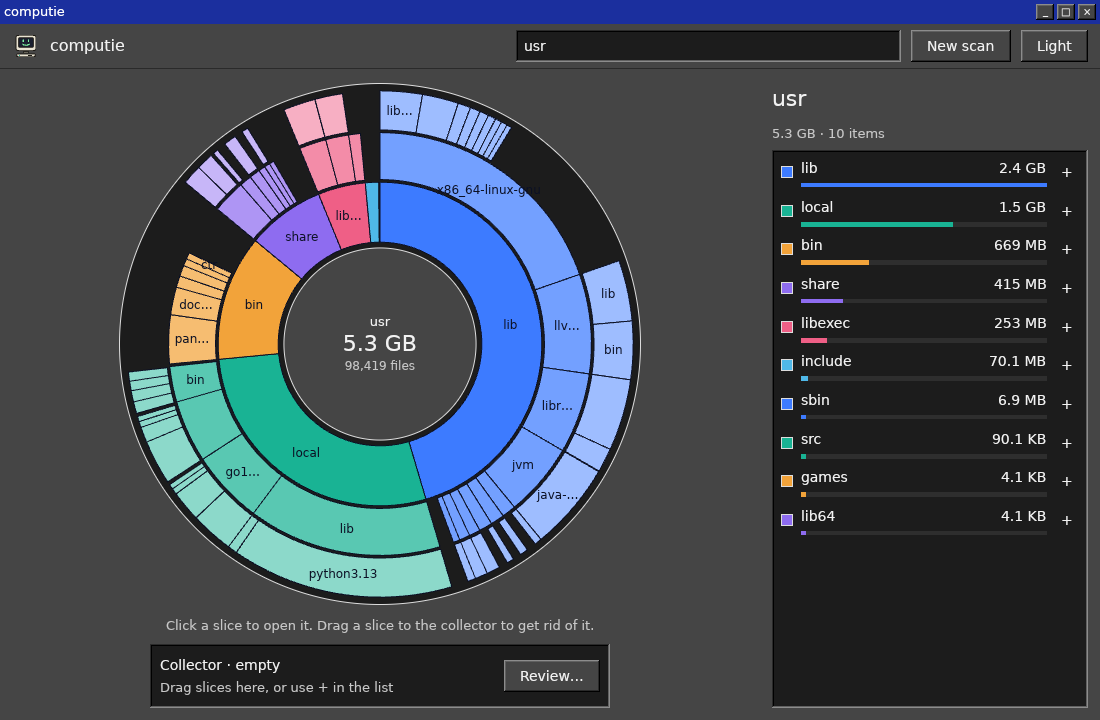 computie
computie
usr
New scan
Light
usr
5.3 GB · 10 items
lib 2.4 GB +
local 1.5 GB +
bin 669 MB +
share 415 MB +
libexec 253 MB +
include 70.1 MB +
sbin 6.9 MB +
src 90.1 KB +
games 4.1 KB +
lib64 4.1 KB +
lib...
x86_64-linux-gnu
lib...
share
lib
doc...
bin
lib
llv...
bin
pan...
usr
5.3 GB
98,419 files
bin
libr...
local
go1...
jvm
java-...
lib
python3.13
Click a slice to open it. Drag a slice to the collector to get rid of it.
Collector · empty
Drag slices here, or use + in the list
Review...